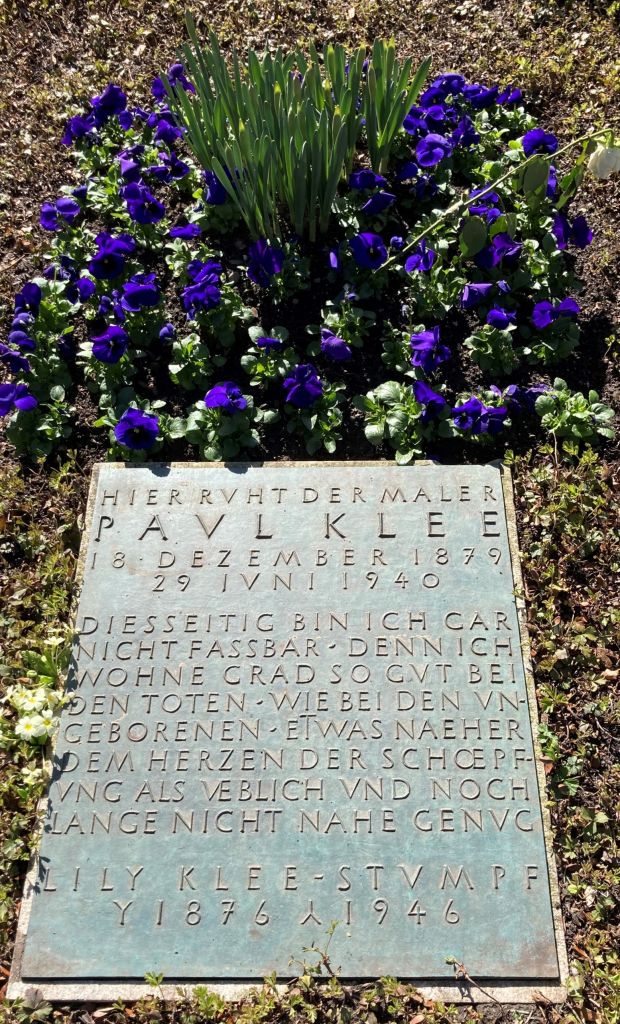 HIER RVHT DER MALER
PAVL KLEE
18 · DEZEMBER 1879
29 JVNI 1940
DIESSEITIG BIN ICH GAR
NICHT FASSBAR · DENN ICH
WOHNE GRAD SO GVT BEI
DEN TOTEN · WIE BEI DEN VN-
GEBORENEN · ETWAS NAEHER
DEM HERZEN DER SCHŒPF-
VNG ALS VEBLICH VND NOCH
LANGE NICHT NAHE GENVG
LILY KLEE-STVMPF
Y 1876 ⅄ 1946